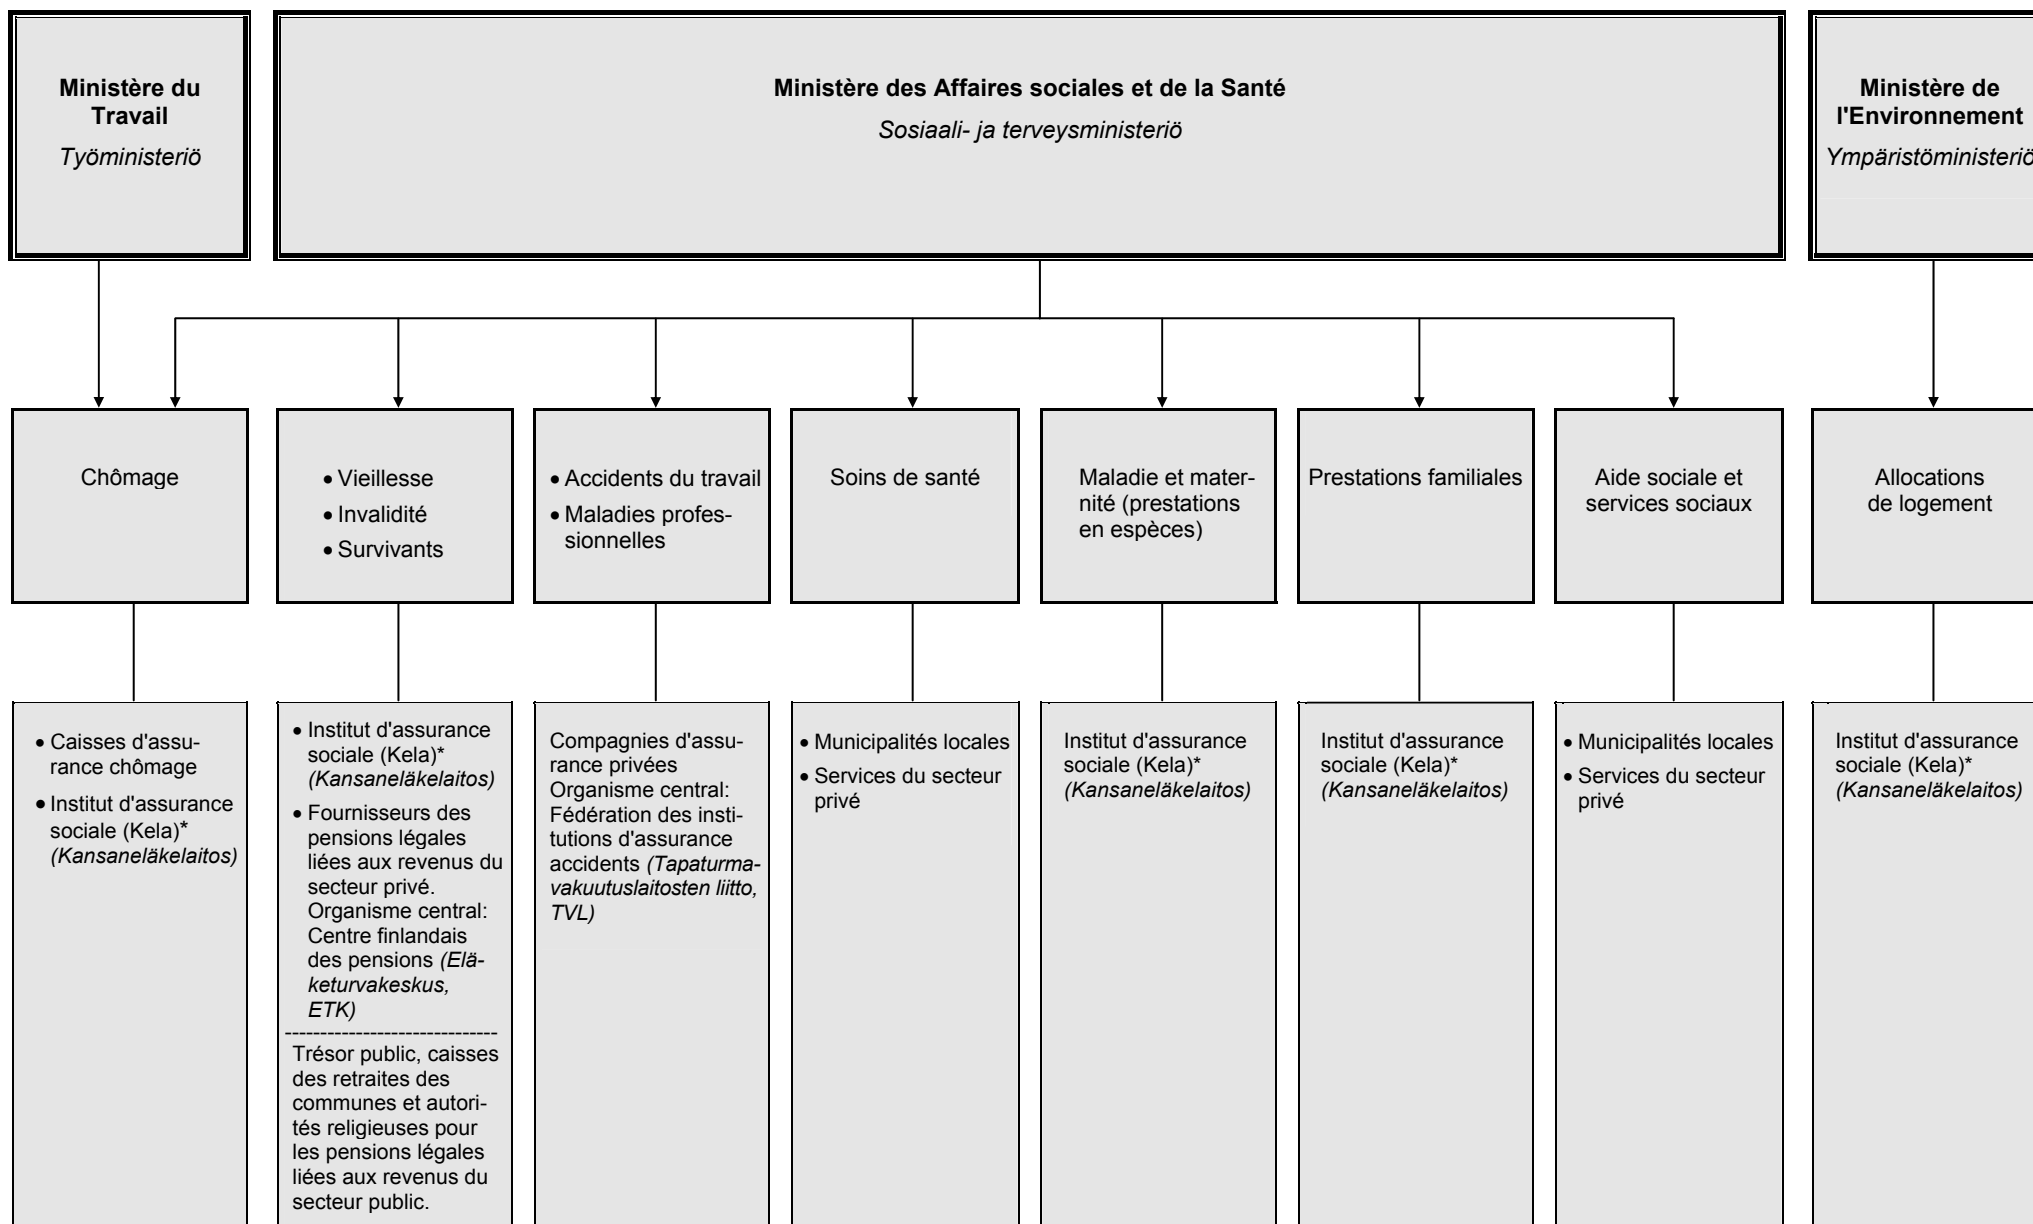 Ministère du
Travail
Työministeriö
Ministère des Affaires sociales et de la Santé
Sosiaali- ja terveysministeriö
Ministère de
l'Environnement
Ympäristöministeriö
Chômage
• Vieillesse
• Invalidité
• Survivants
• Accidents du travail
• Maladies profes-
sionnelles
Soins de santé
Maladie et mater-
nité (prestations
en espèces)
Prestations familiales
Aide sociale et
services sociaux
Allocations
de logement
• Caisses d'assu-
rance chômage
• Institut d'assurance
sociale (Kela)*
(Kansaneläkelaitos)
• Institut d'assurance
sociale (Kela)*
(Kansaneläkelaitos)
• Fournisseurs des
pensions légales
liées aux revenus du
secteur privé.
Organisme central:
Centre finlandais
des pensions (Elä-
keturvakeskus,
ETK)
------------------------------
Trésor public, caisses
des retraites des
communes et autori-
tés religieuses pour
les pensions légales
liées aux revenus du
secteur public.
Compagnies d'assu-
rance privées
Organisme central:
Fédération des insti-
tutions d'assurance
accidents (Tapaturma-
vakuutuslaitosten liitto,
TVL)
• Municipalités locales
• Services du secteur
privé
Institut d'assurance
sociale (Kela)*
(Kansaneläkelaitos)
Institut d'assurance
sociale (Kela)*
(Kansaneläkelaitos)
• Municipalités locales
• Services du secteur
privé
Institut d'assurance
sociale (Kela)*
(Kansaneläkelaitos)